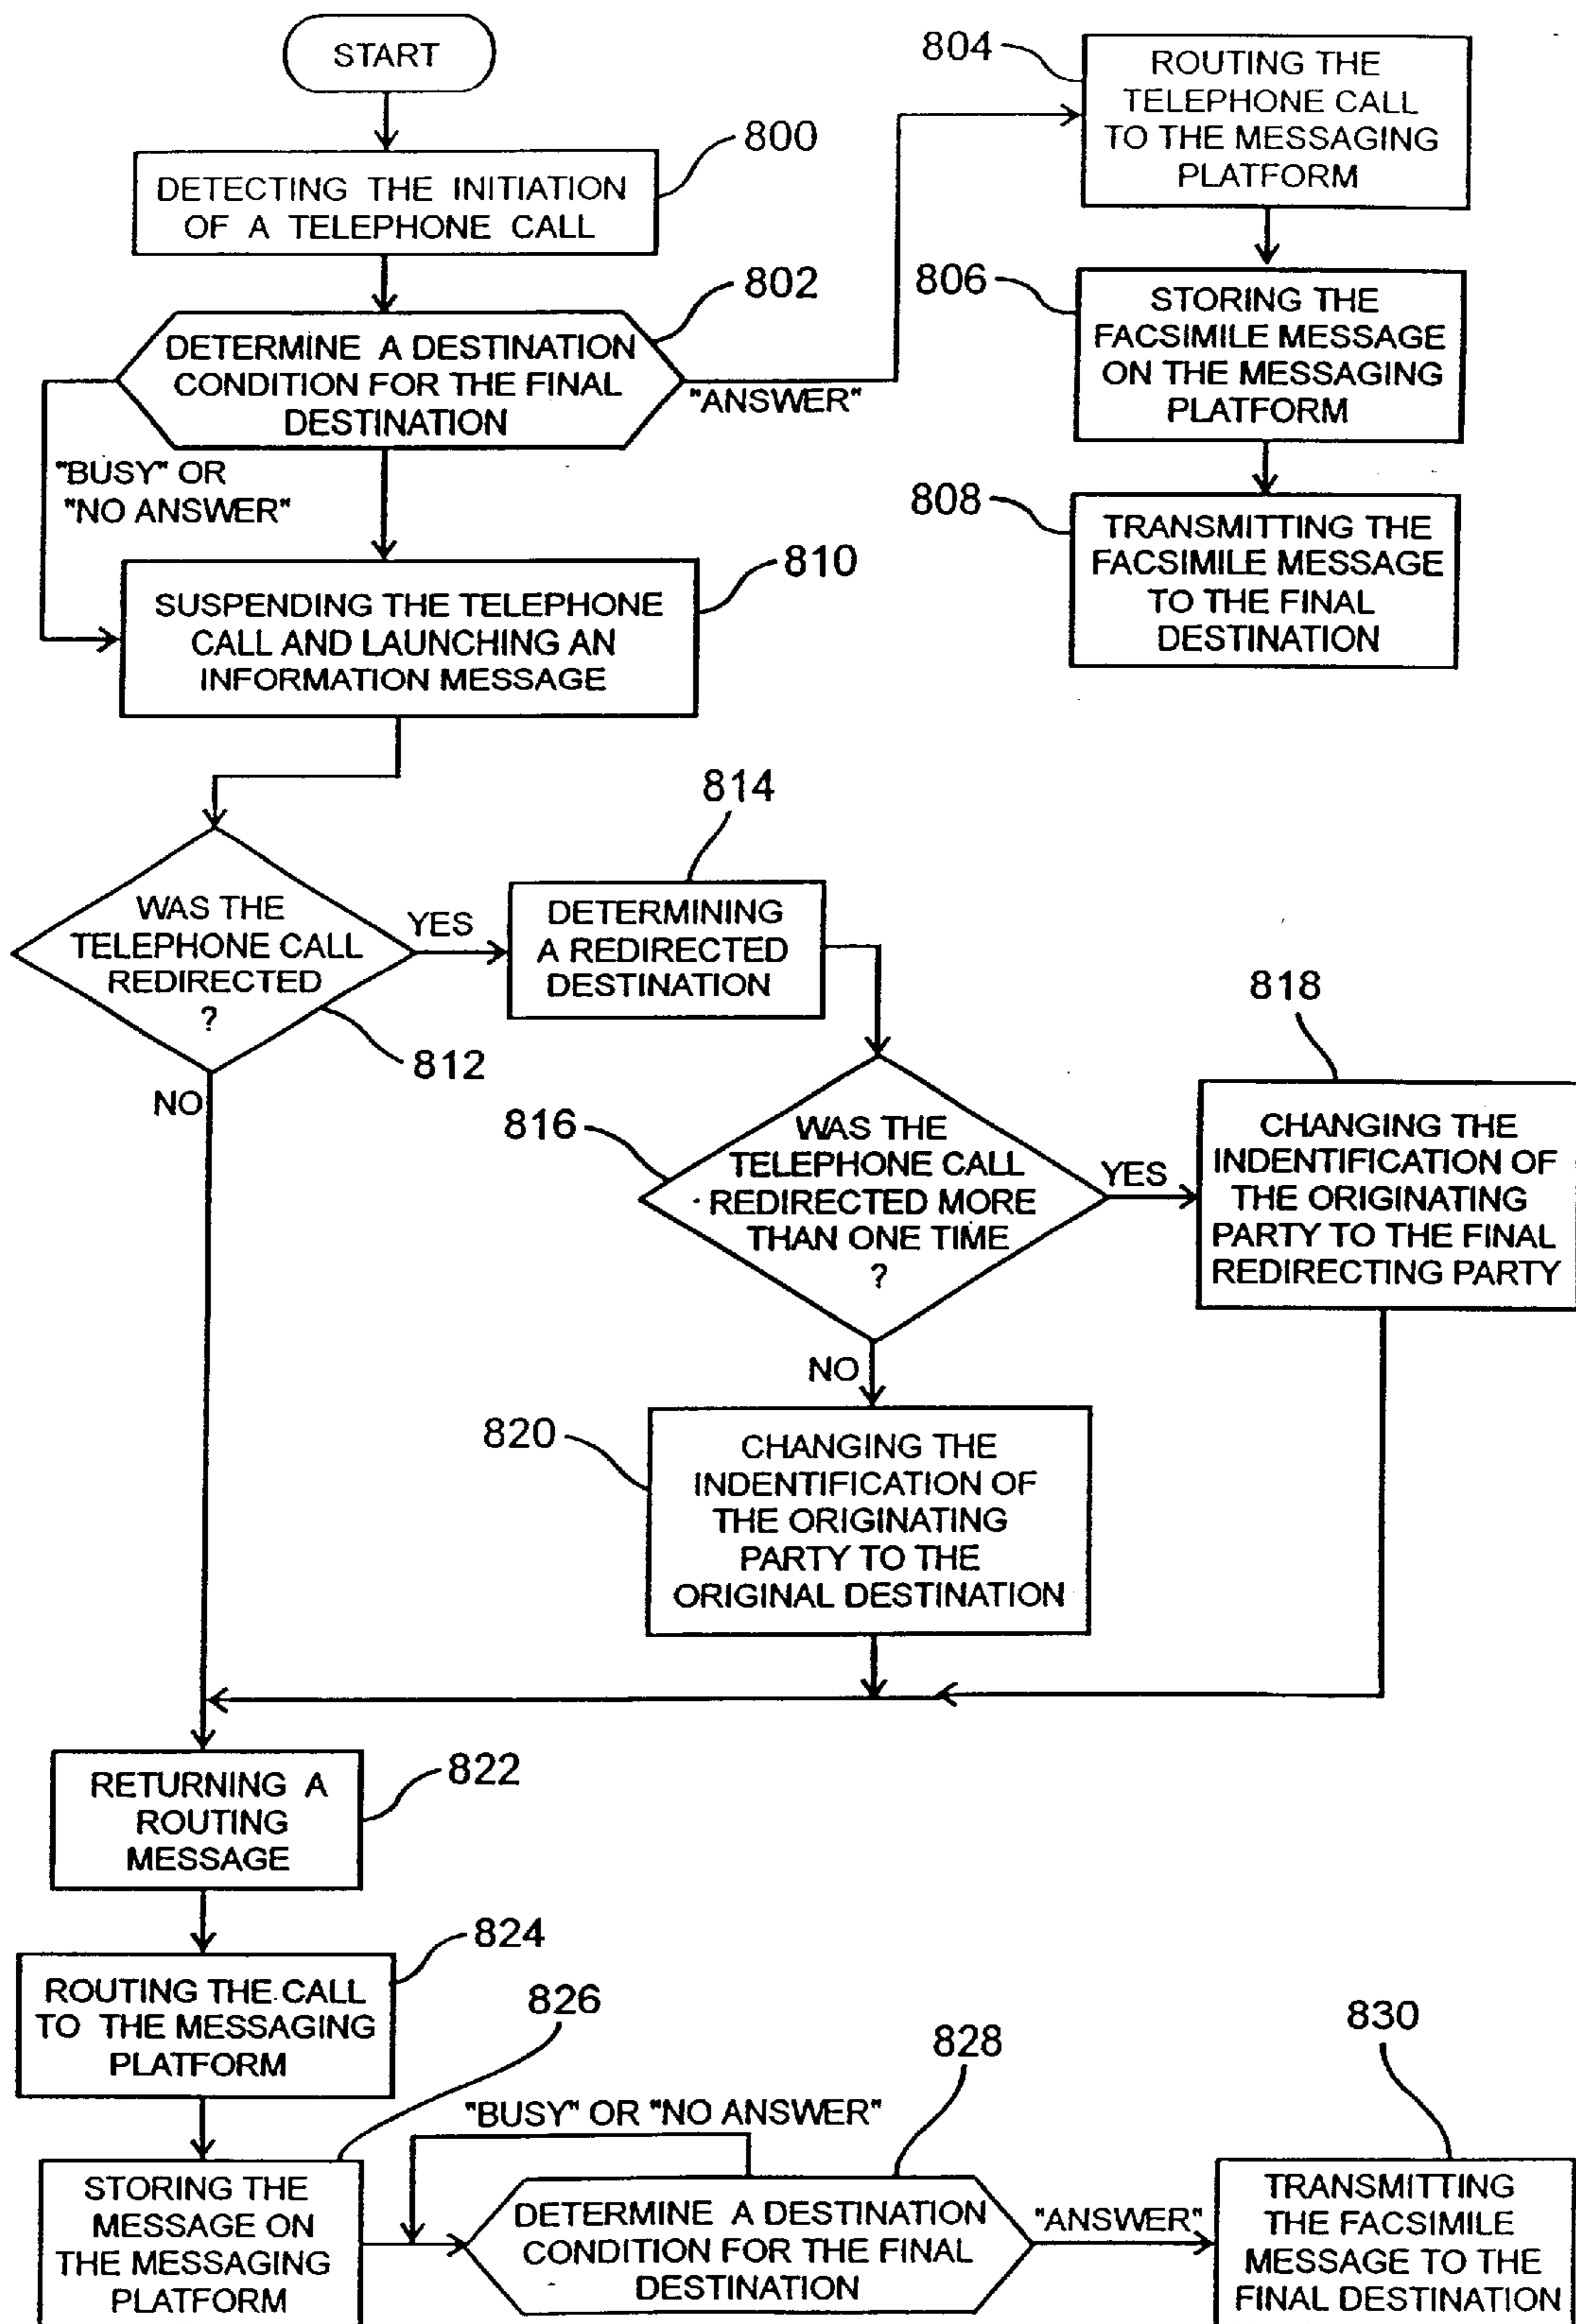 START
800
DETECTING THE INITIATION
OF A TELEPHONE CALL
802
DETERMINE A DESTINATION
CONDITION FOR THE FINAL
DESTINATION
"ANSWER"
"BUSY" OR
"NO ANSWER"
804
ROUTING THE
TELEPHONE CALL
TO THE MESSAGING
PLATFORM
806
STORING THE
FACSIMILE MESSAGE
ON THE MESSAGING
PLATFORM
808
TRANSMITTING THE
FACSIMILE MESSAGE
TO THE FINAL
DESTINATION
810
SUSPENDING THE TELEPHONE
CALL AND LAUNCHING AN
INFORMATION MESSAGE
WAS THE
TELEPHONE CALL
REDIRECTED
?
812
YES
NO
814
DETERMINING
A REDIRECTED
DESTINATION
816
WAS THE
TELEPHONE CALL
REDIRECTED MORE
THAN ONE TIME
?
YES
NO
818
CHANGING THE
INDENTIFICATION OF
THE ORIGINATING
PARTY TO THE FINAL
REDIRECTING PARTY
820
CHANGING THE
INDENTIFICATION OF
THE ORIGINATING
PARTY TO THE
ORIGINAL DESTINATION
822
RETURNING A
ROUTING
MESSAGE
824
ROUTING THE CALL
TO THE MESSAGING
PLATFORM
826
STORING THE
MESSAGE ON
THE MESSAGING
PLATFORM
"BUSY" OR "NO ANSWER"
828
DETERMINE A DESTINATION
CONDITION FOR THE FINAL
DESTINATION
"ANSWER"
830
TRANSMITTING
THE FACSIMILE
MESSAGE TO THE
FINAL DESTINATION